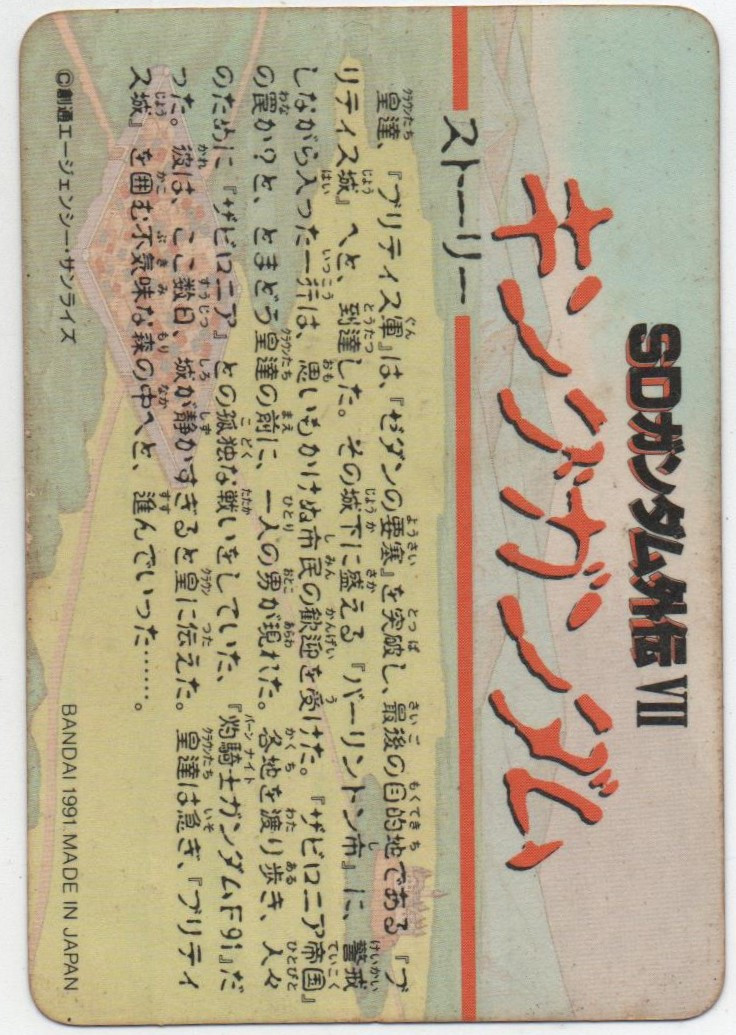 SDガンダム外伝 VII
キングガンダム
ストーリー
皇達、『ブリティス軍』は、『ゼダンの要塞』を突破し、最後の目的地である『ブ
リティス城』へと、到達した。その城下に盛える『バーリントン市』に、警戒
しながら入った一行は、思いもかけぬ市民の歓迎を受けた。『ザビロニア帝国』
の罠か?と、とまどう皇達の前に、一人の男が現れた。各地を渡り歩き、人々
のために『ザビロニア』との孤独な戦いをしていた、『灼騎士ガンダムF91』だ
った。彼は、ここ数日、城が静かすぎると皇に伝えた。皇達は急ぎ、『ブリティ
ス城』を囲む不気味な森の中へと、進んでいった……。
©創通エージェンシー・サンライズ
BANDAI 1991 MADE IN JAPAN